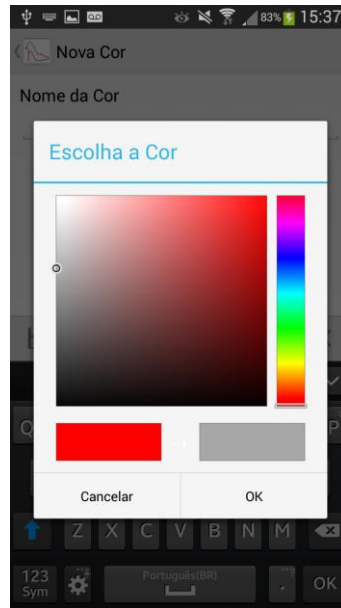 83% 15:37
Nova Cor
Nome da Cor
Escolha a Cor
Cancelar OK
Q P
Z X C V B N M
123 Português(BR) . OK
Sym